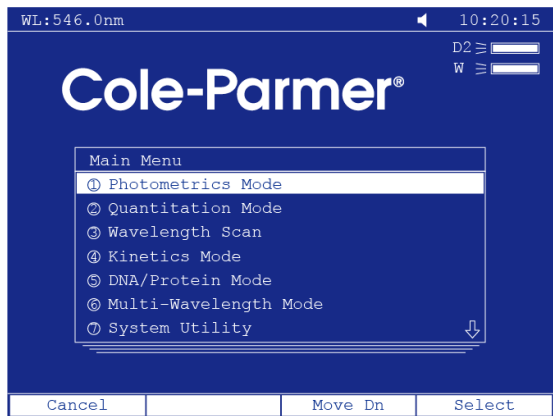 WL:546.0nm 10:20:15
D2
W
Cole-Parmer®
Main Menu
① Photometrics Mode
② Quantitation Mode
③ Wavelength Scan
④ Kinetics Mode
⑤ DNA/Protein Mode
⑥ Multi-Wavelength Mode
⑦ System Utility
Cancel Move Dn Select